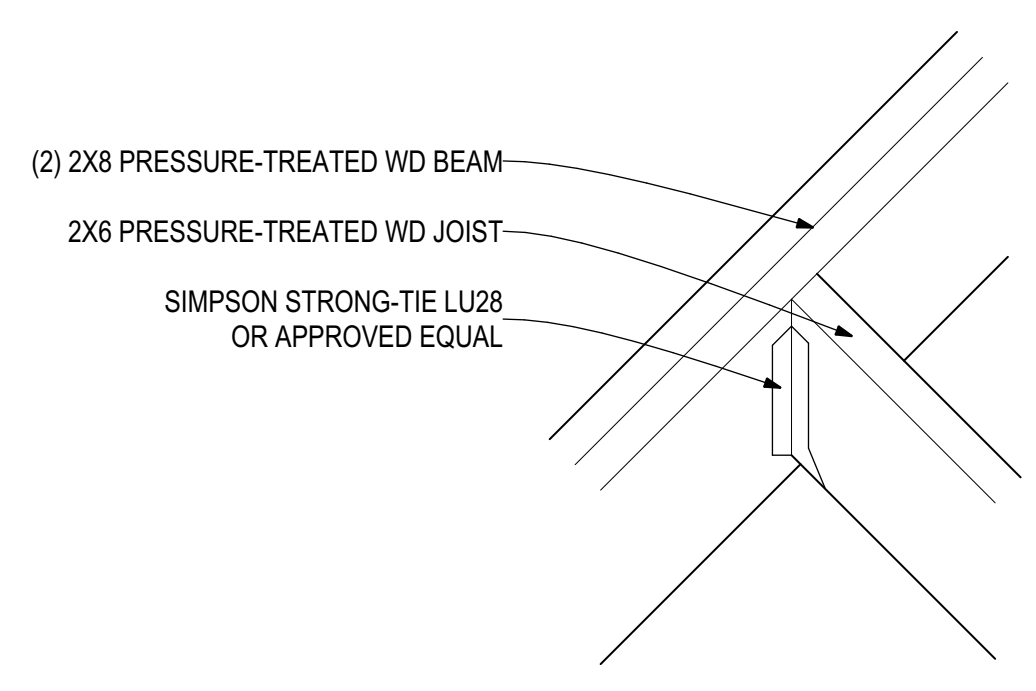 (2) 2X8 PRESSURE-TREATED WD BEAM
2X6 PRESSURE-TREATED WD JOIST
SIMPSON STRONG-TIE LU28
OR APPROVED EQUAL